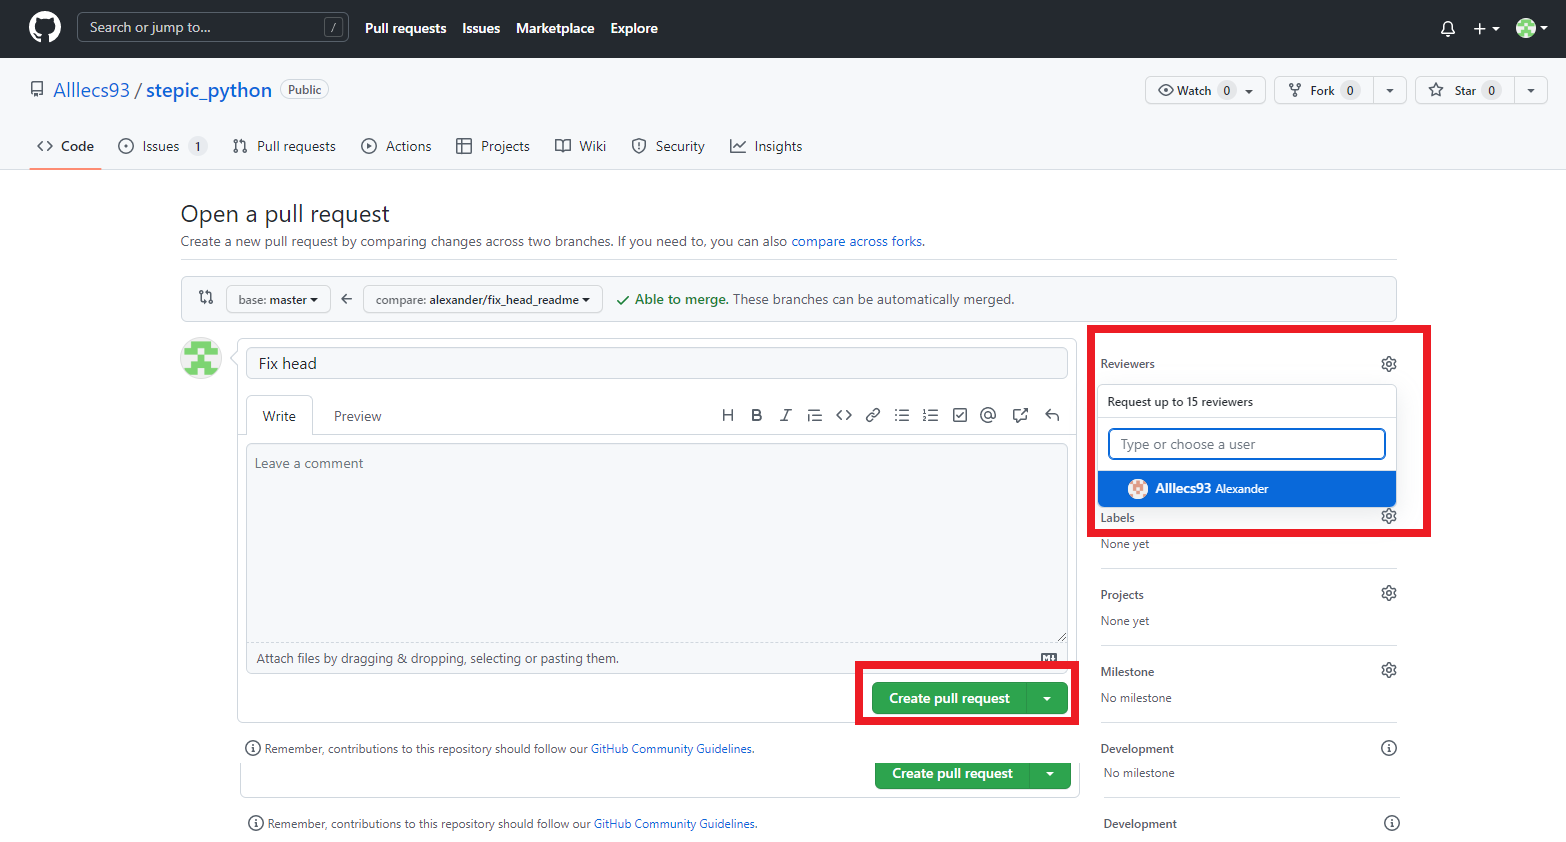 Search or jump to... /
Pull requests Issues Marketplace Explore
Alllecs93 / stepic_python Public
Watch 0 Fork 0 Star 0
Code Issues 1 Pull requests Actions Projects Wiki Security Insights
Open a pull request
Create a new pull request by comparing changes across two branches. If you need to, you can also compare across forks.
base: master compare: alexander/fix_head_readme Able to merge. These branches can be automatically merged.
Fix head
Write Preview
Leave a comment
Attach files by dragging & dropping, selecting or pasting them.
Create pull request
Remember, contributions to this repository should follow our GitHub Community Guidelines.
Create pull request
Remember, contributions to this repository should follow our GitHub Community Guidelines.
Reviewers
Request up to 15 reviewers
Type or choose a user
Alllecs93 Alexander
Labels
None yet
Projects
None yet
Milestone
No milestone
Development
No milestone
Development